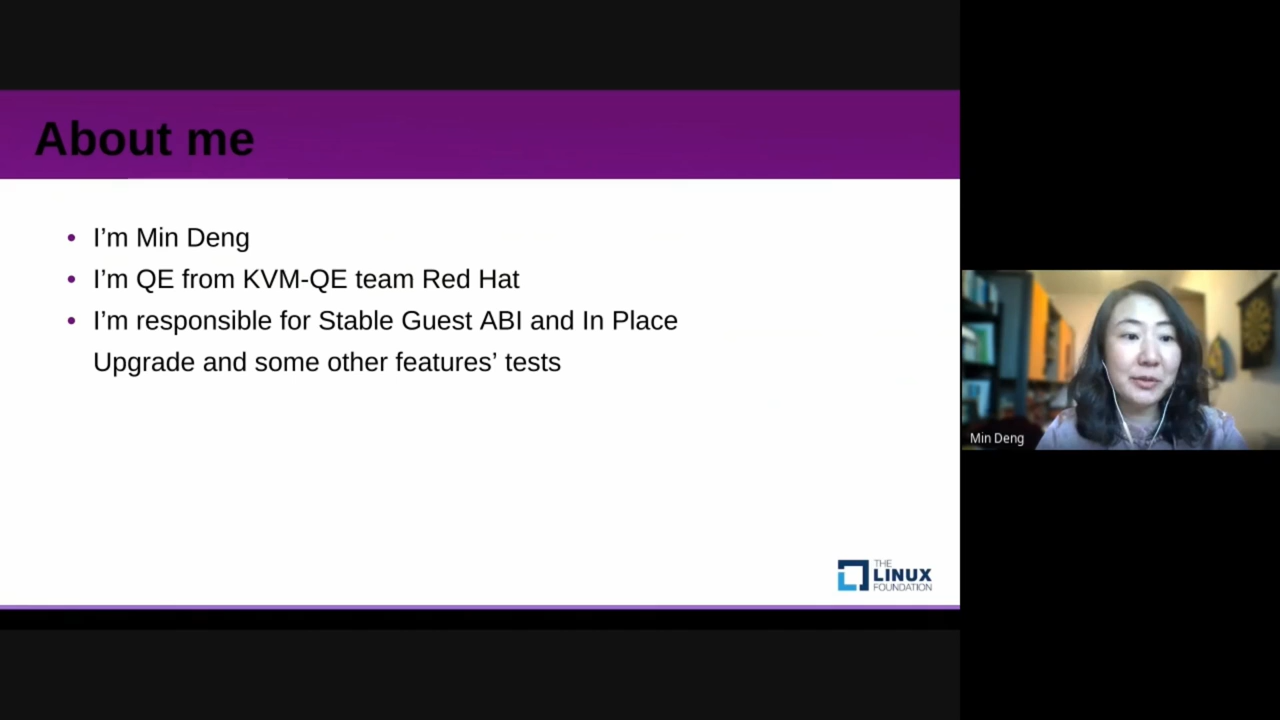 About me
• I’m Min Deng
• I’m QE from KVM-QE team Red Hat
• I’m responsible for Stable Guest ABI and In Place
Upgrade and some other features’ tests
THE
LINUX
FOUNDATION
Min Deng